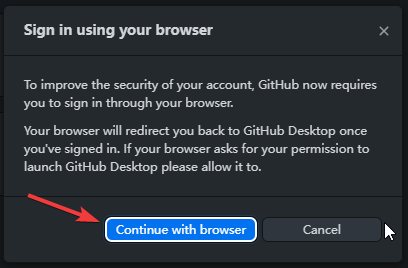 Sign in using your browser
To improve the security of your account, GitHub now requires
you to sign in through your browser.
Your browser will redirect you back to GitHub Desktop once
you've signed in. If your browser asks for your permission to
launch GitHub Desktop please allow it to.
Continue with browser
Cancel